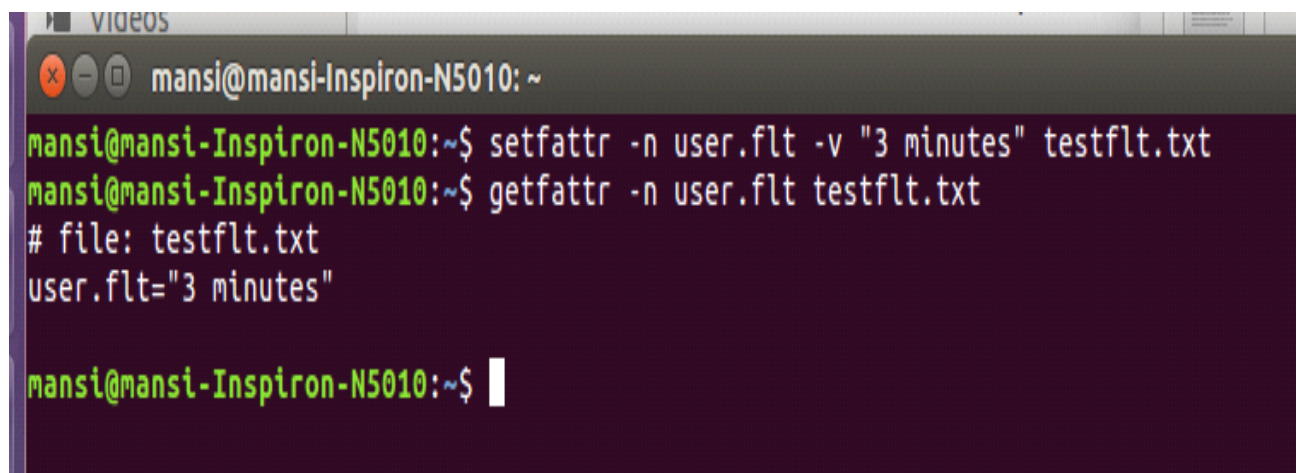 Videos
mansi@mansi-Inspiron-N5010: ~
mansi@mansi-Inspiron-N5010:~$ setfattr -n user.flt -v "3 minutes" testflt.txt
mansi@mansi-Inspiron-N5010:~$ getfattr -n user.flt testflt.txt
# file: testflt.txt
user.flt="3 minutes"
mansi@mansi-Inspiron-N5010:~$